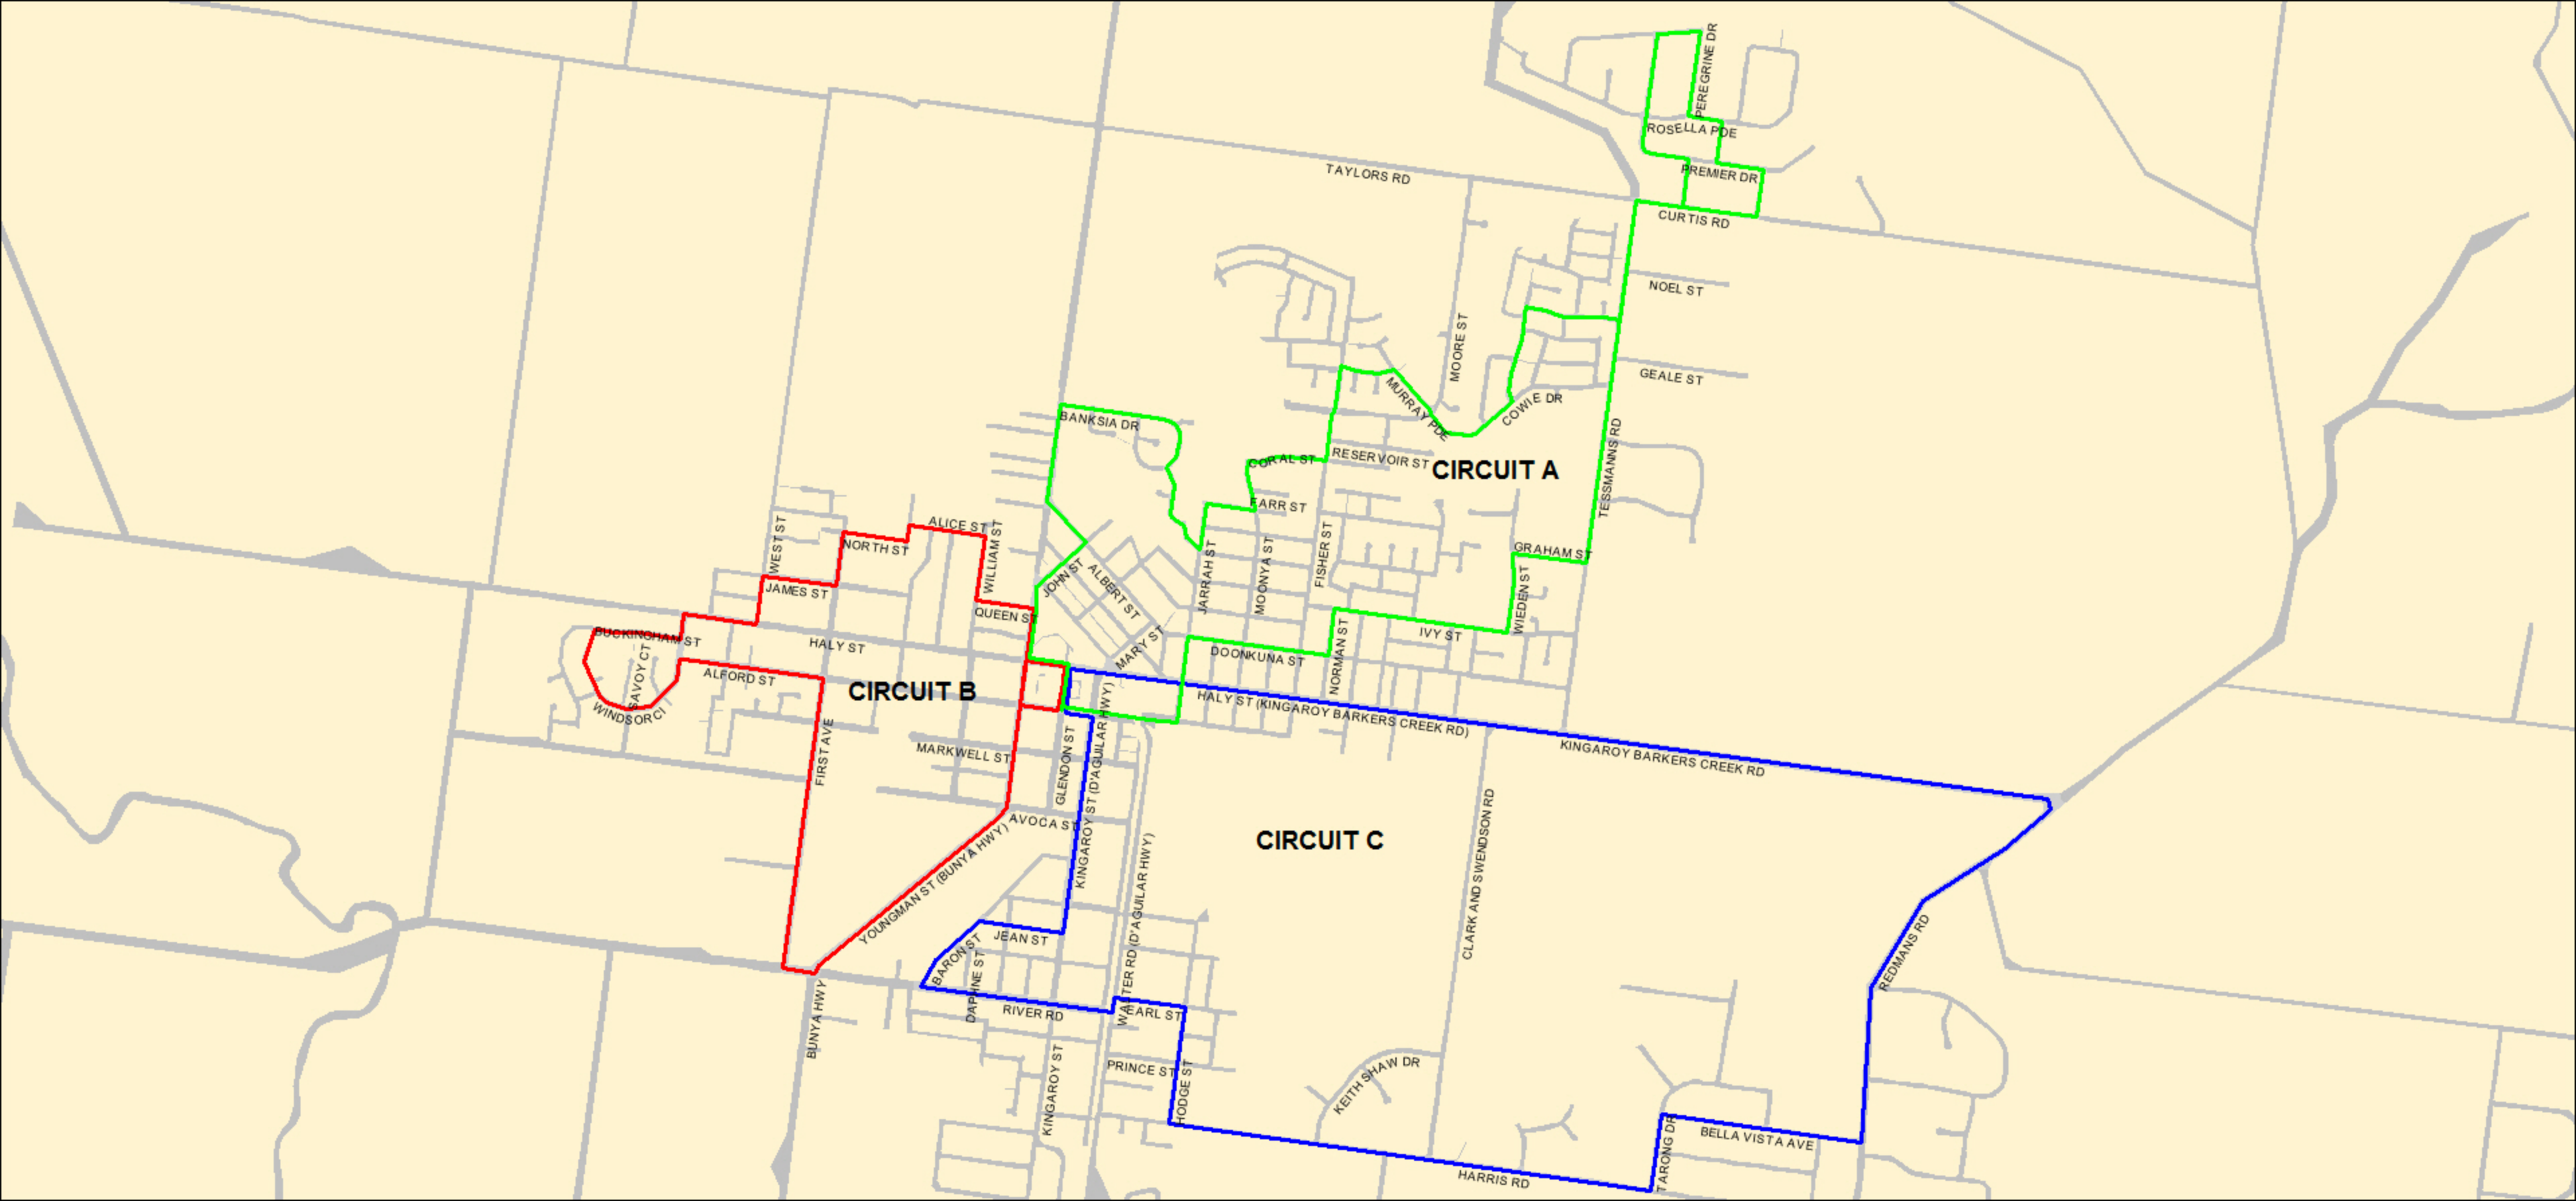 PEREGRINE DR
ROSELLA PDE
PREMIER DR
TAYLORS RD
CURTIS RD
NOEL ST
MOORE ST
GEALE ST
MURRAY PDE
COWIE DR
BANKSIA DR
TESSMANNS RD
CORAL ST
RESERVOIR ST
CIRCUIT A
FARR ST
ALICE ST
WILLIAM ST
WEST ST
NORTH ST
FISHER ST
GRAHAM ST
JARRAH ST
MOONYA ST
JOHN ST
ALBERT ST
JAMES ST
WIEDEN ST
QUEEN ST
BUCKINGHAM ST
HALY ST
MARY ST
IVY ST
DOONKUNA ST
NORMAN ST
SAVOY CT
ALFORD ST
CIRCUIT B
WINDSOR CI
HALY ST (KINGAROY BARKERS CREEK RD)
FIRST AVE
MARKWELL ST
GLENDON ST
KINGAROY ST (D'AGUILAR HWY)
KINGAROY BARKERS CREEK RD
AVOCA ST
CIRCUIT C
YOUNGMAN ST (BUNYA HWY)
WALTER RD (D'AGUILAR HWY)
CLARK AND SWENDSON RD
REDMANS RD
JEAN ST
BARON ST
DAPHNE ST
RIVER RD
EARL ST
BUNYA HWY
PRINCE ST
HODGE ST
KINGAROY ST
KEITH SHAW DR
TARONG DR
BELLA VISTA AVE
HARRIS RD